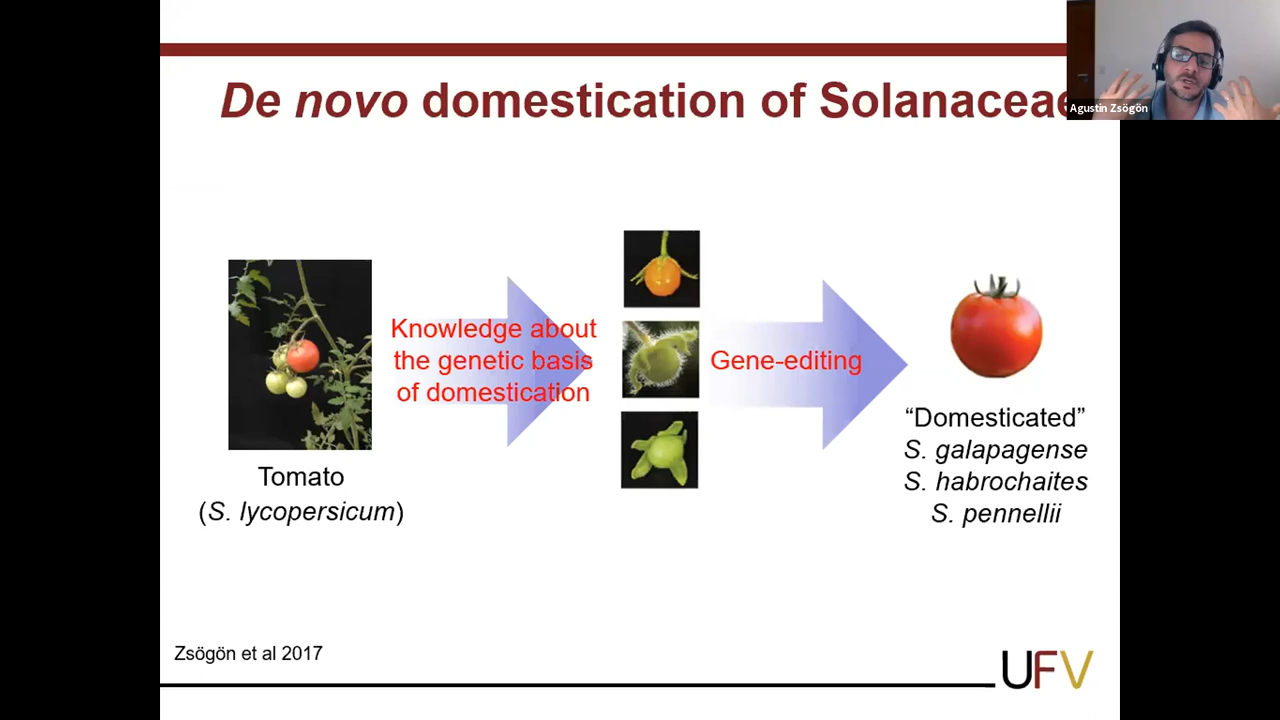 De novo domestication of Solanaceae
Agustin Zsögön
Knowledge about
the genetic basis
of domestication
Gene-editing
Tomato
(S. lycopersicum)
“Domesticated”
S. galapagense
S. habrochaites
S. pennellii
Zsögön et al 2017
UFV